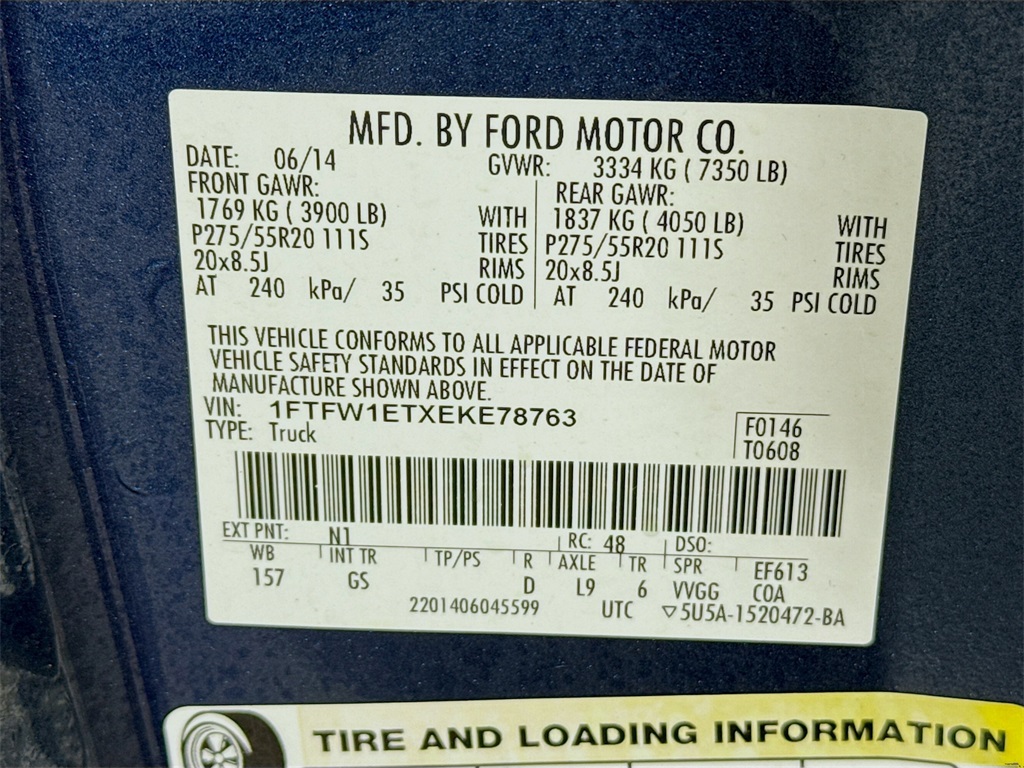 MFD. BY FORD MOTOR CO.
DATE: 06/14 GVWR: 3334 KG ( 7350 LB)
FRONT GAWR: REAR GAWR:
1769 KG ( 3900 LB) WITH 1837 KG ( 4050 LB) WITH
P275/55R20 111S TIRES P275/55R20 111S TIRES
20x8.5J RIMS 20x8.5J RIMS
AT 240 kPa/ 35 PSI COLD AT 240 kPa/ 35 PSI COLD
THIS VEHICLE CONFORMS TO ALL APPLICABLE FEDERAL MOTOR
VEHICLE SAFETY STANDARDS IN EFFECT ON THE DATE OF
MANUFACTURE SHOWN ABOVE.
VIN: 1FTFW1ETXEKE78763
TYPE: Truck
F0146
T0608
EXT PNT: N1 RC: 48 DSO:
WB INT TR TP/PS R AXLE TR SPR EF613
157 GS D L9 6 VVGG COA
2201406045599 UTC ▽5U5A-1520472-BA
TIRE AND LOADING INFORMATION